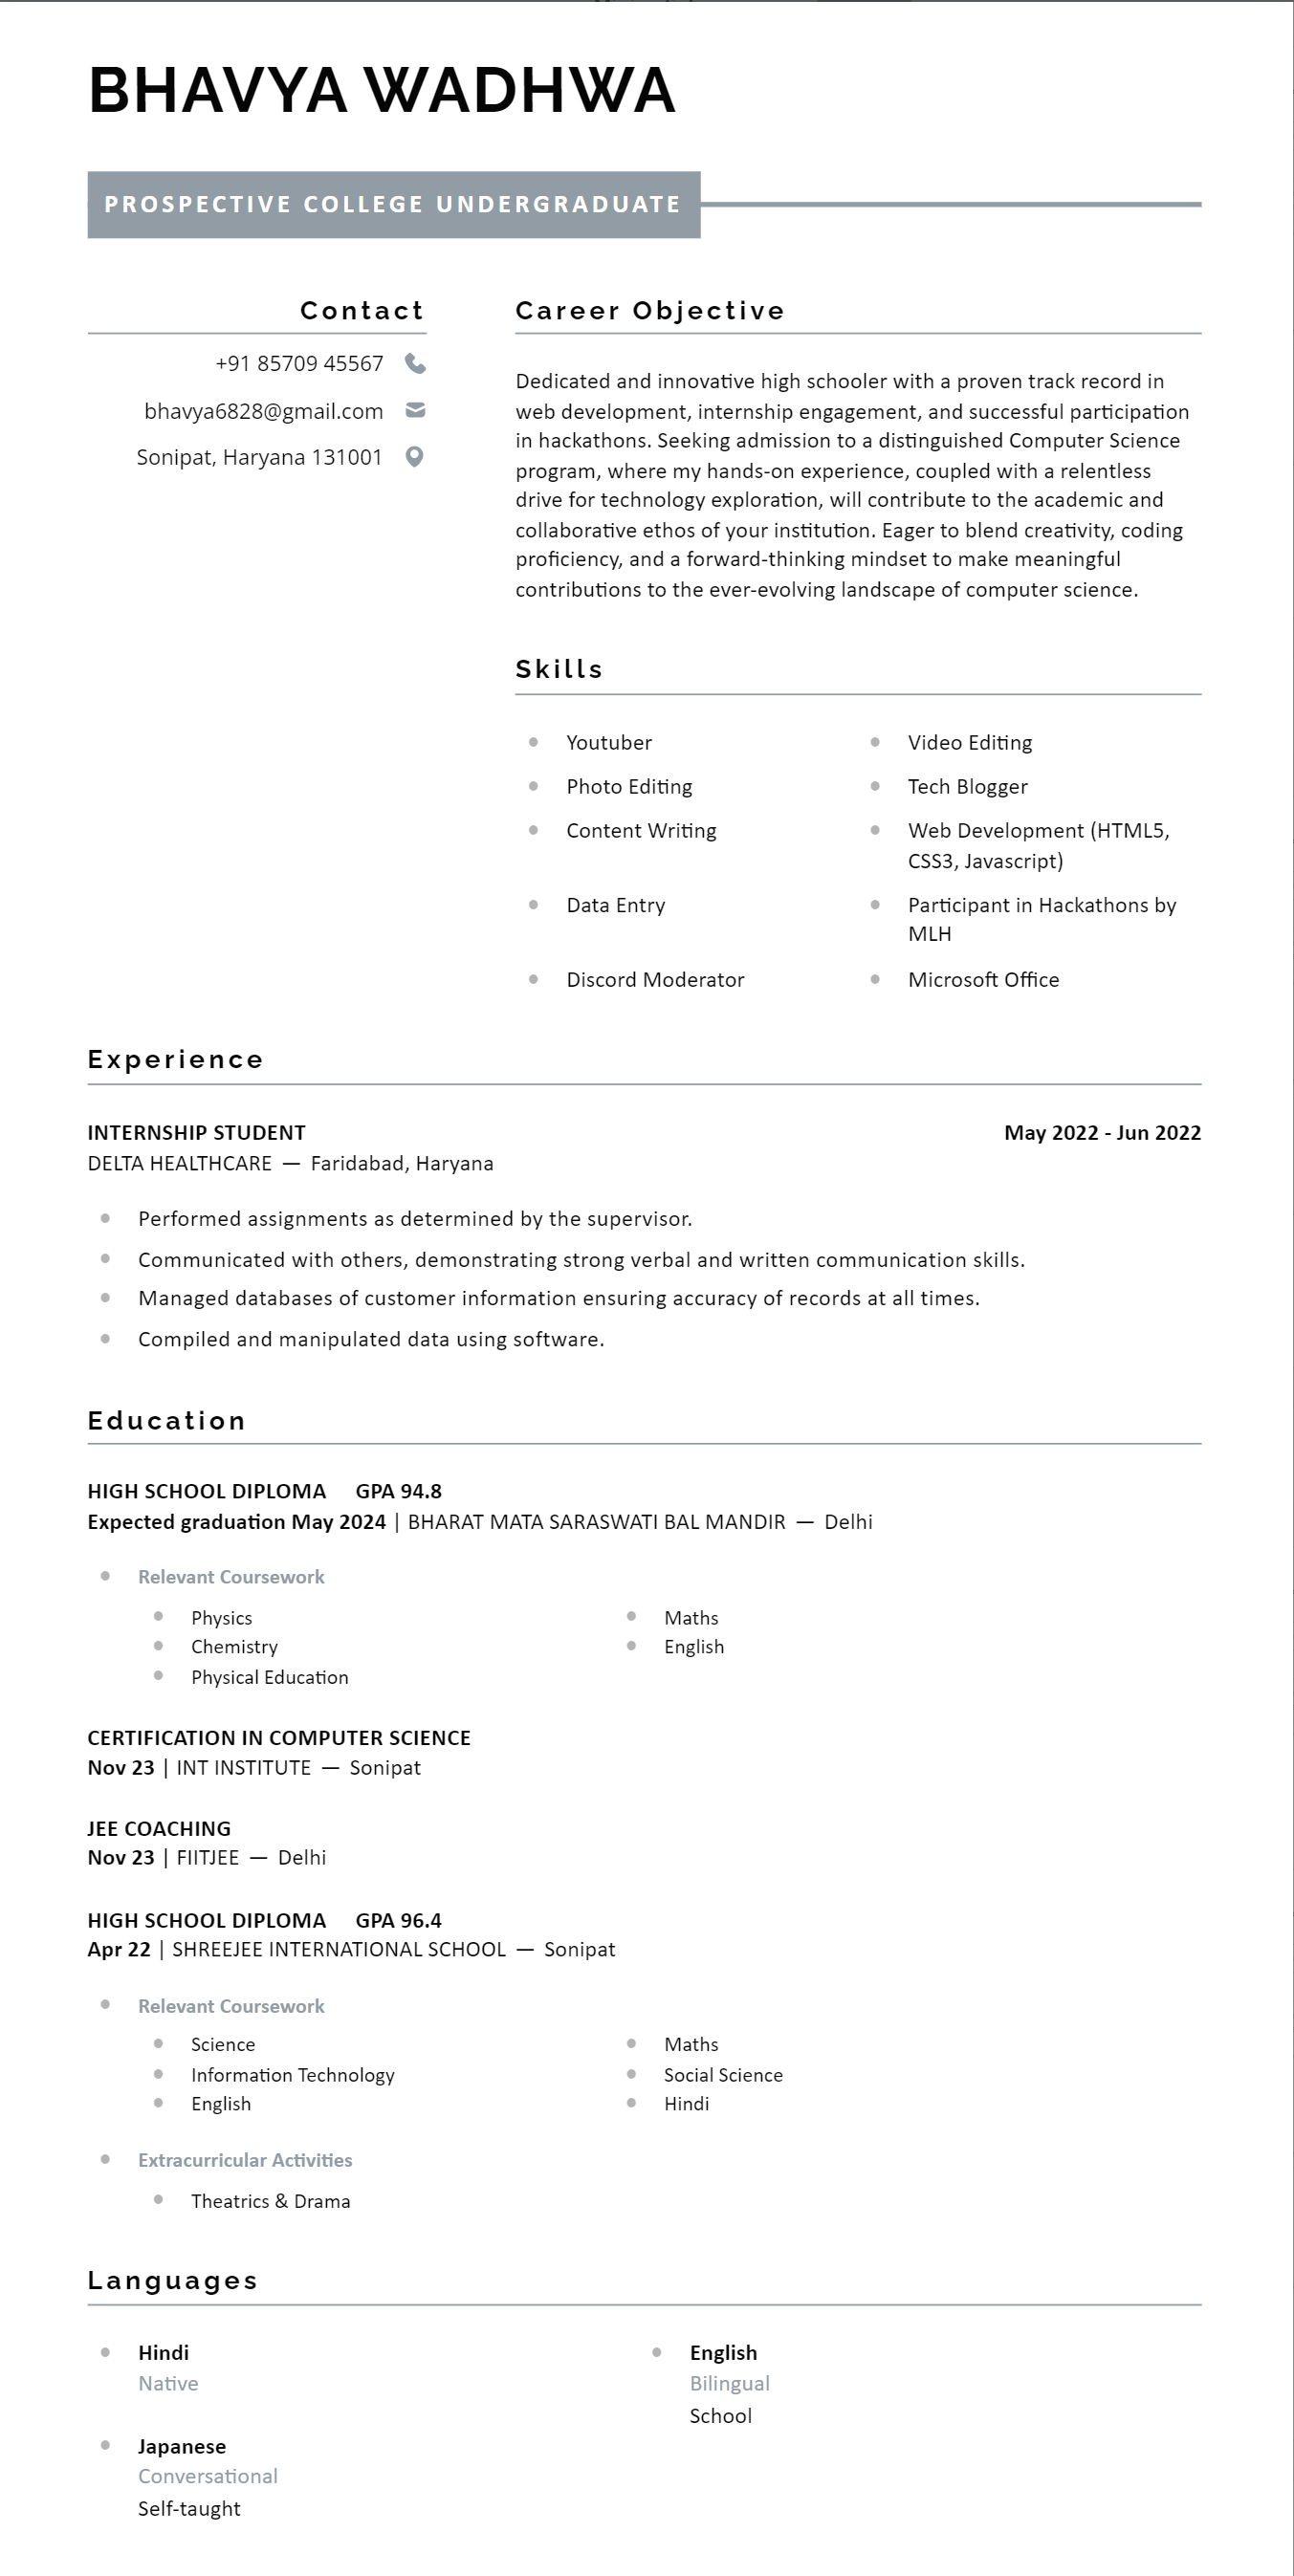 BHAVYA WADHWA
PROSPECTIVE COLLEGE UNDERGRADUATE
Contact
+91 85709 45567
bhavya6828@gmail.com
Sonipat, Haryana 131001
Career Objective
Dedicated and innovative high schooler with a proven track record in
web development, internship engagement, and successful participation
in hackathons. Seeking admission to a distinguished Computer Science
program, where my hands-on experience, coupled with a relentless
drive for technology exploration, will contribute to the academic and
collaborative ethos of your institution. Eager to blend creativity, coding
proficiency, and a forward-thinking mindset to make meaningful
contributions to the ever-evolving landscape of computer science.
Skills
Youtuber
Video Editing
Photo Editing
Tech Blogger
Content Writing
Web Development (HTML5,
CSS3, Javascript)
Data Entry
Participant in Hackathons by
MLH
Discord Moderator
Microsoft Office
Experience
INTERNSHIP STUDENT May 2022 - Jun 2022
DELTA HEALTHCARE — Faridabad, Haryana
Performed assignments as determined by the supervisor.
Communicated with others, demonstrating strong verbal and written communication skills.
Managed databases of customer information ensuring accuracy of records at all times.
Compiled and manipulated data using software.
Education
HIGH SCHOOL DIPLOMA GPA 94.8
Expected graduation May 2024 | BHARAT MATA SARASWATI BAL MANDIR — Delhi
Relevant Coursework
Physics
Maths
Chemistry
English
Physical Education
CERTIFICATION IN COMPUTER SCIENCE
Nov 23 | INT INSTITUTE — Sonipat
JEE COACHING
Nov 23 | FIITJEE — Delhi
HIGH SCHOOL DIPLOMA GPA 96.4
Apr 22 | SHREEJEE INTERNATIONAL SCHOOL — Sonipat
Relevant Coursework
Science
Maths
Information Technology
Social Science
English
Hindi
Extracurricular Activities
Theatrics & Drama
Languages
Hindi
Native
English
Bilingual
School
Japanese
Conversational
Self-taught